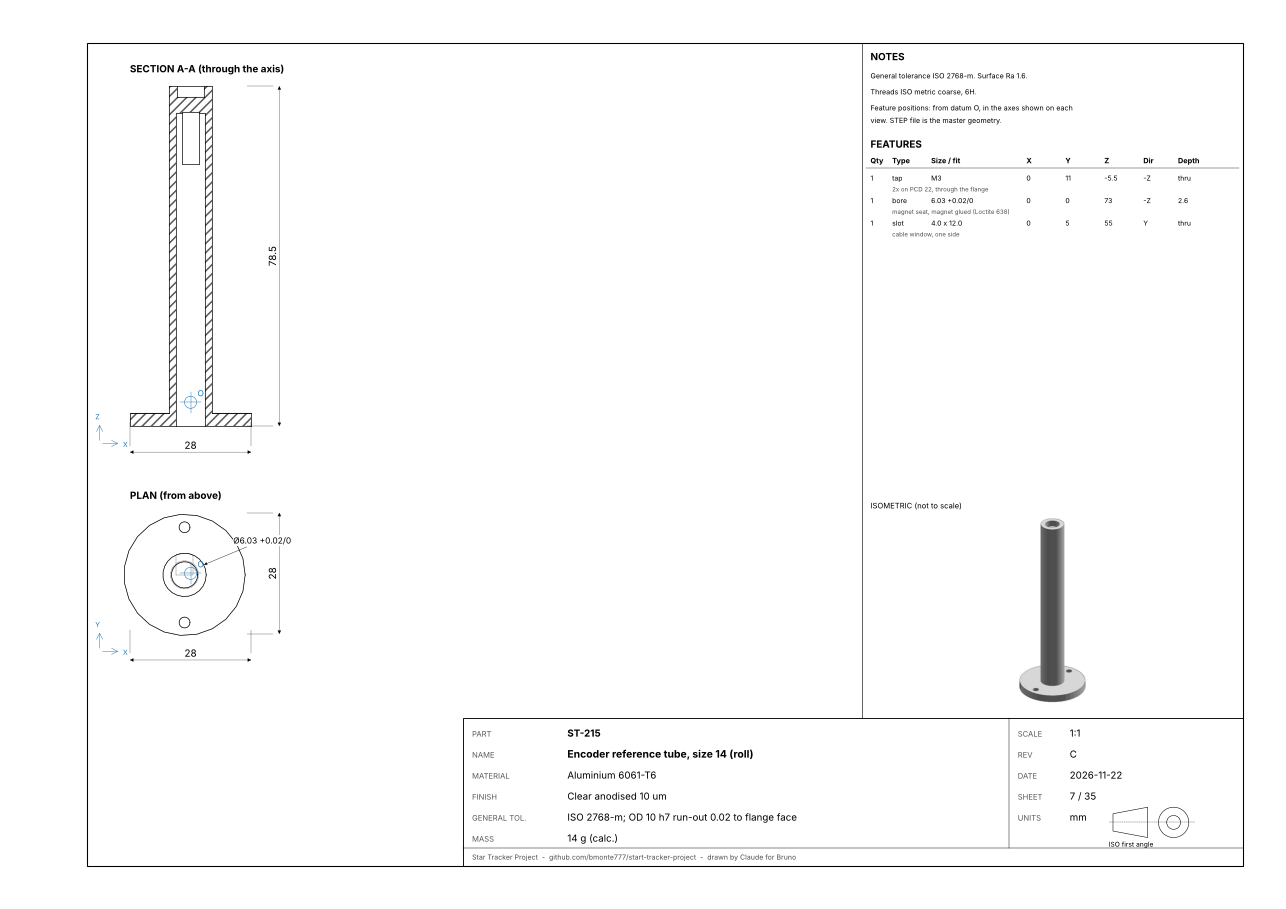 SECTION A-A (through the axis)
78.5
O
Z
X
28
PLAN (from above)
Ø6.03 +0.02/0
O
28
Y
X
28
NOTES
General tolerance ISO 2768-m. Surface Ra 1.6.
Threads ISO metric coarse, 6H.
Feature positions: from datum O, in the axes shown on each
view. STEP file is the master geometry.
FEATURES
Qty Type Size / fit X Y Z Dir Depth
1 tap M3 0 11 -5.5 -Z thru
2x on PCD 22, through the flange
1 bore 6.03 +0.02/0 0 0 73 -Z 2.6
magnet seat, magnet glued (Loctite 638)
1 slot 4.0 x 12.0 0 5 55 Y thru
cable window, one side
ISOMETRIC (not to scale)
PART ST-215
NAME Encoder reference tube, size 14 (roll)
MATERIAL Aluminium 6061-T6
FINISH Clear anodised 10 um
GENERAL TOL. ISO 2768-m; OD 10 h7 run-out 0.02 to flange face
MASS 14 g (calc.)
SCALE 1:1
REV C
DATE 2026-11-22
SHEET 7 / 35
UNITS mm
ISO first angle
Star Tracker Project - github.com/bmonte777/start-tracker-project - drawn by Claude for Bruno